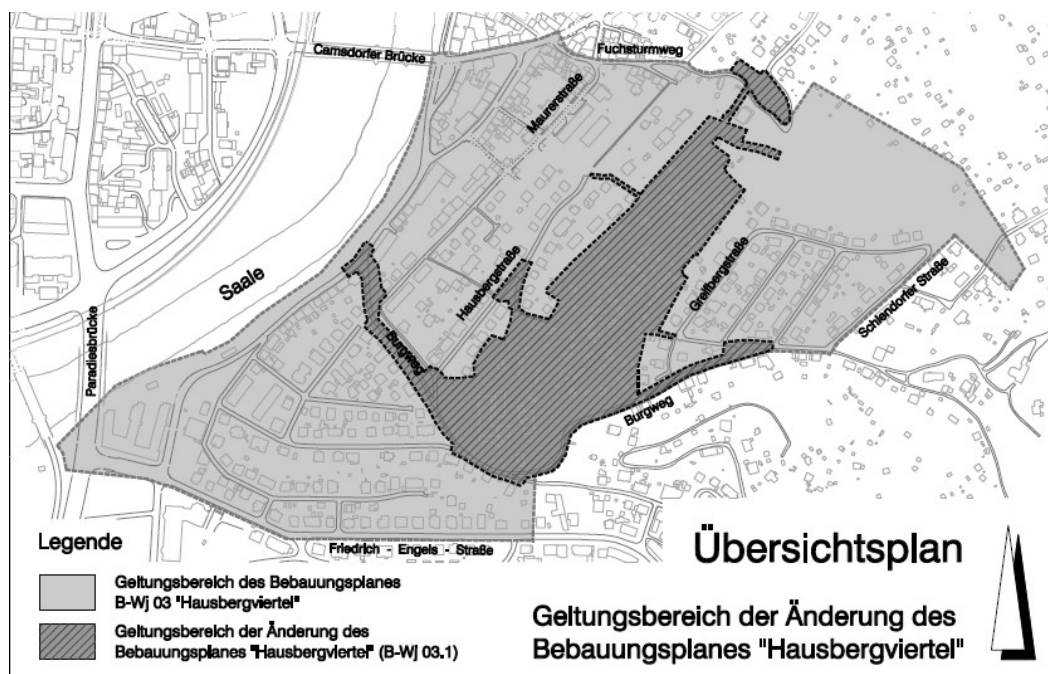 Camsdorfer Brücke
Fuchsturmweg
Maurerstraße
Saale
Hausbergstraße
Greifbergstraße
Schlendorfer Straße
Paradiesbrücke
Burgweg
Burgweg
Friedrich - Engels - Straße
Legende
Geltungsbereich des Bebauungsplanes
B-Wj 03 "Hausbergviertel"
Geltungsbereich der Änderung des
Bebauungsplanes "Hausbergviertel" (B-Wj 03.1)
Übersichtsplan
Geltungsbereich der Änderung des
Bebauungsplanes "Hausbergviertel"